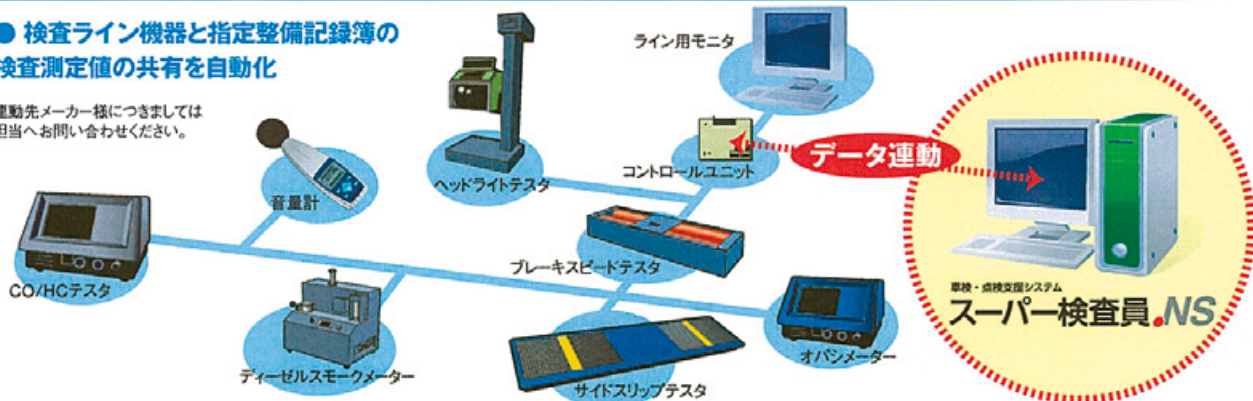 ● 検査ライン機器と指定整備記録簿の
検査測定値の共有を自動化
連動先メーカー様につきましては
担当へお問い合わせください。
ライン用モニタ
データ連動
コントロールユニット
ヘッドライトテスタ
音量計
ブレーキスピードテスタ
CO/HCテスタ
車検・点検支援システム
スーパー検査員.NS
オパシメーター
ディーゼルスモークメーター
サイドスリップテスタ